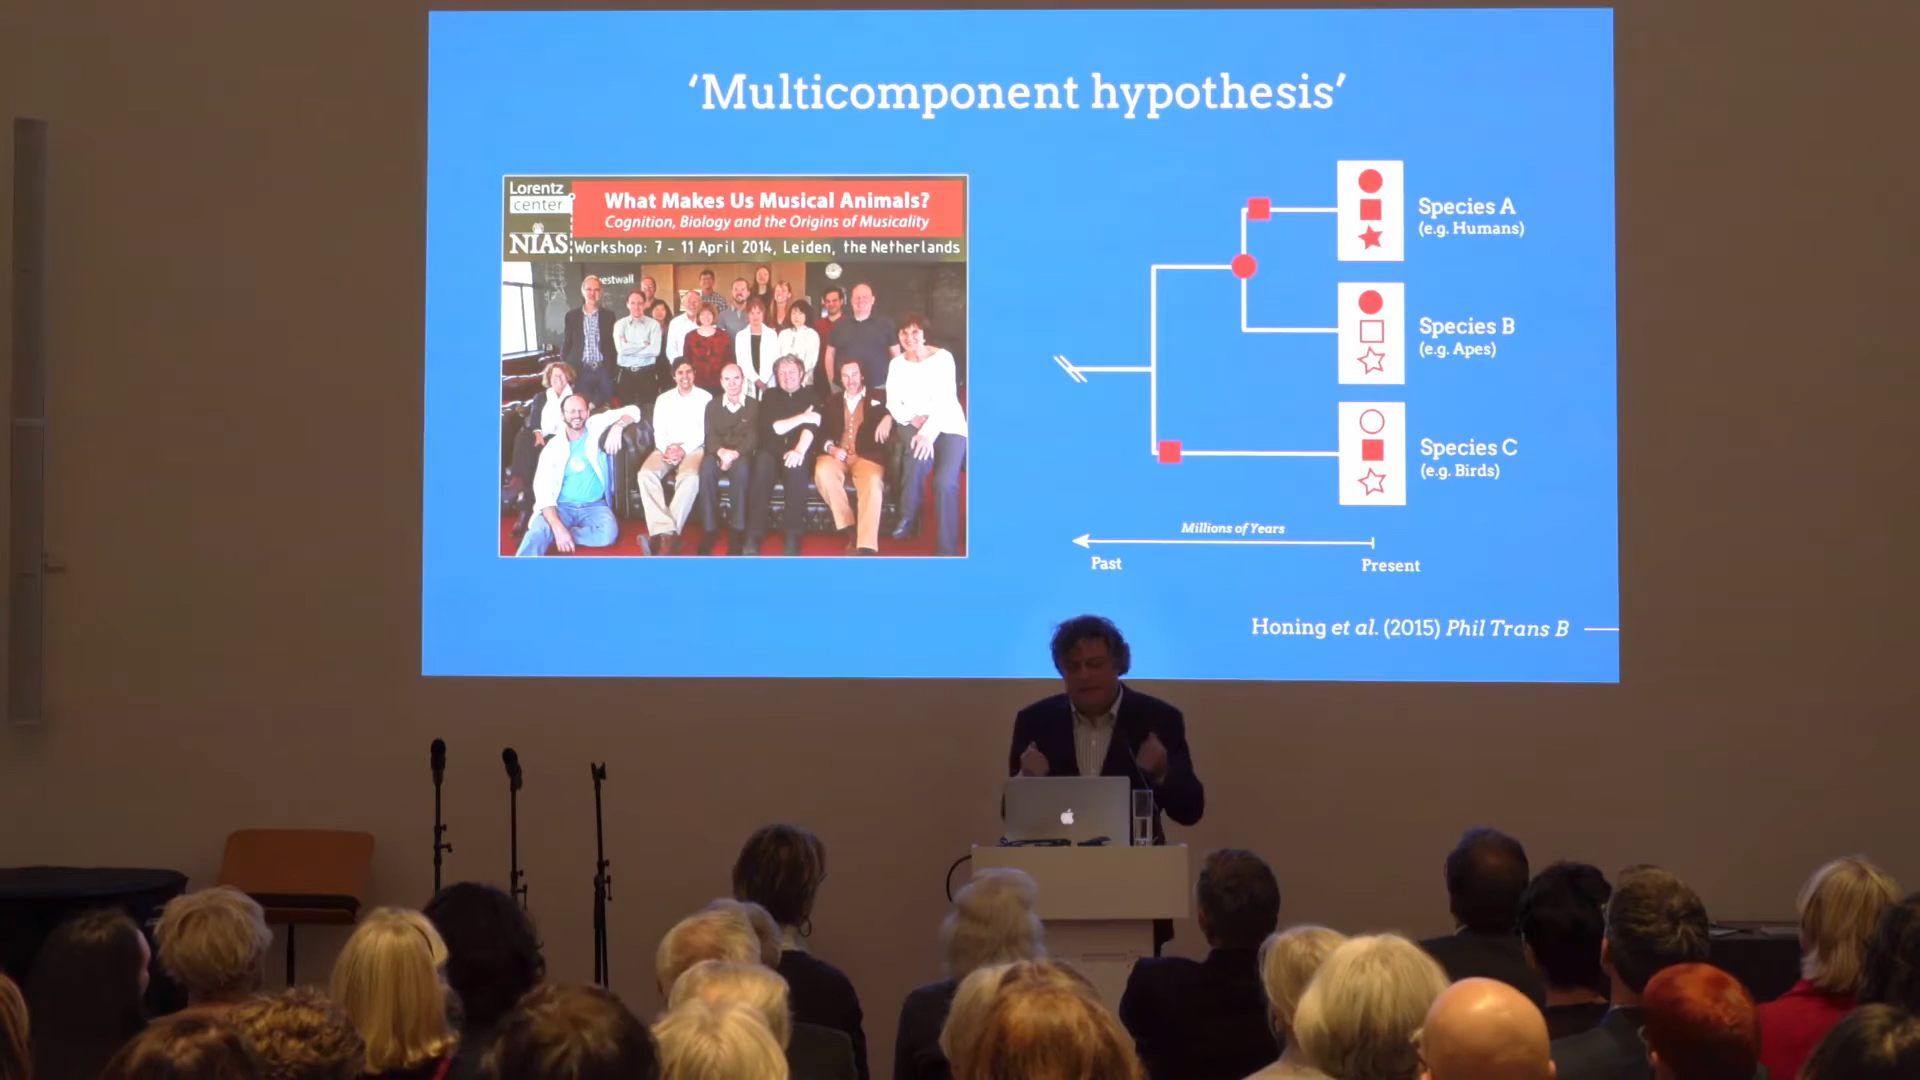 ‘Multicomponent hypothesis’
Lorentz
center
What Makes Us Musical Animals?
Cognition, Biology and the Origins of Musicality
NIAS
Workshop: 7 - 11 April 2014, Leiden, the Netherlands
estwall
Species A
(e.g. Humans)
Species B
(e.g. Apes)
Species C
(e.g. Birds)
Millions of Years
Past
Present
Honing et al. (2015) Phil Trans B